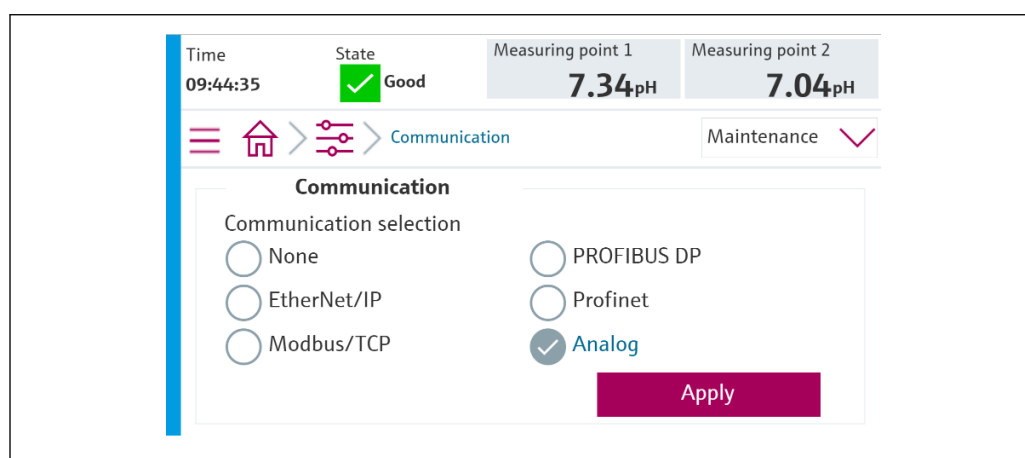 Time
State
Measuring point 1
Measuring point 2
09:44:35
Good
7.34pH
7.04pH
Communication
Maintenance
Communication
Communication selection
None
PROFIBUS DP
EtherNet/IP
Profinet
Modbus/TCP
Analog
Apply